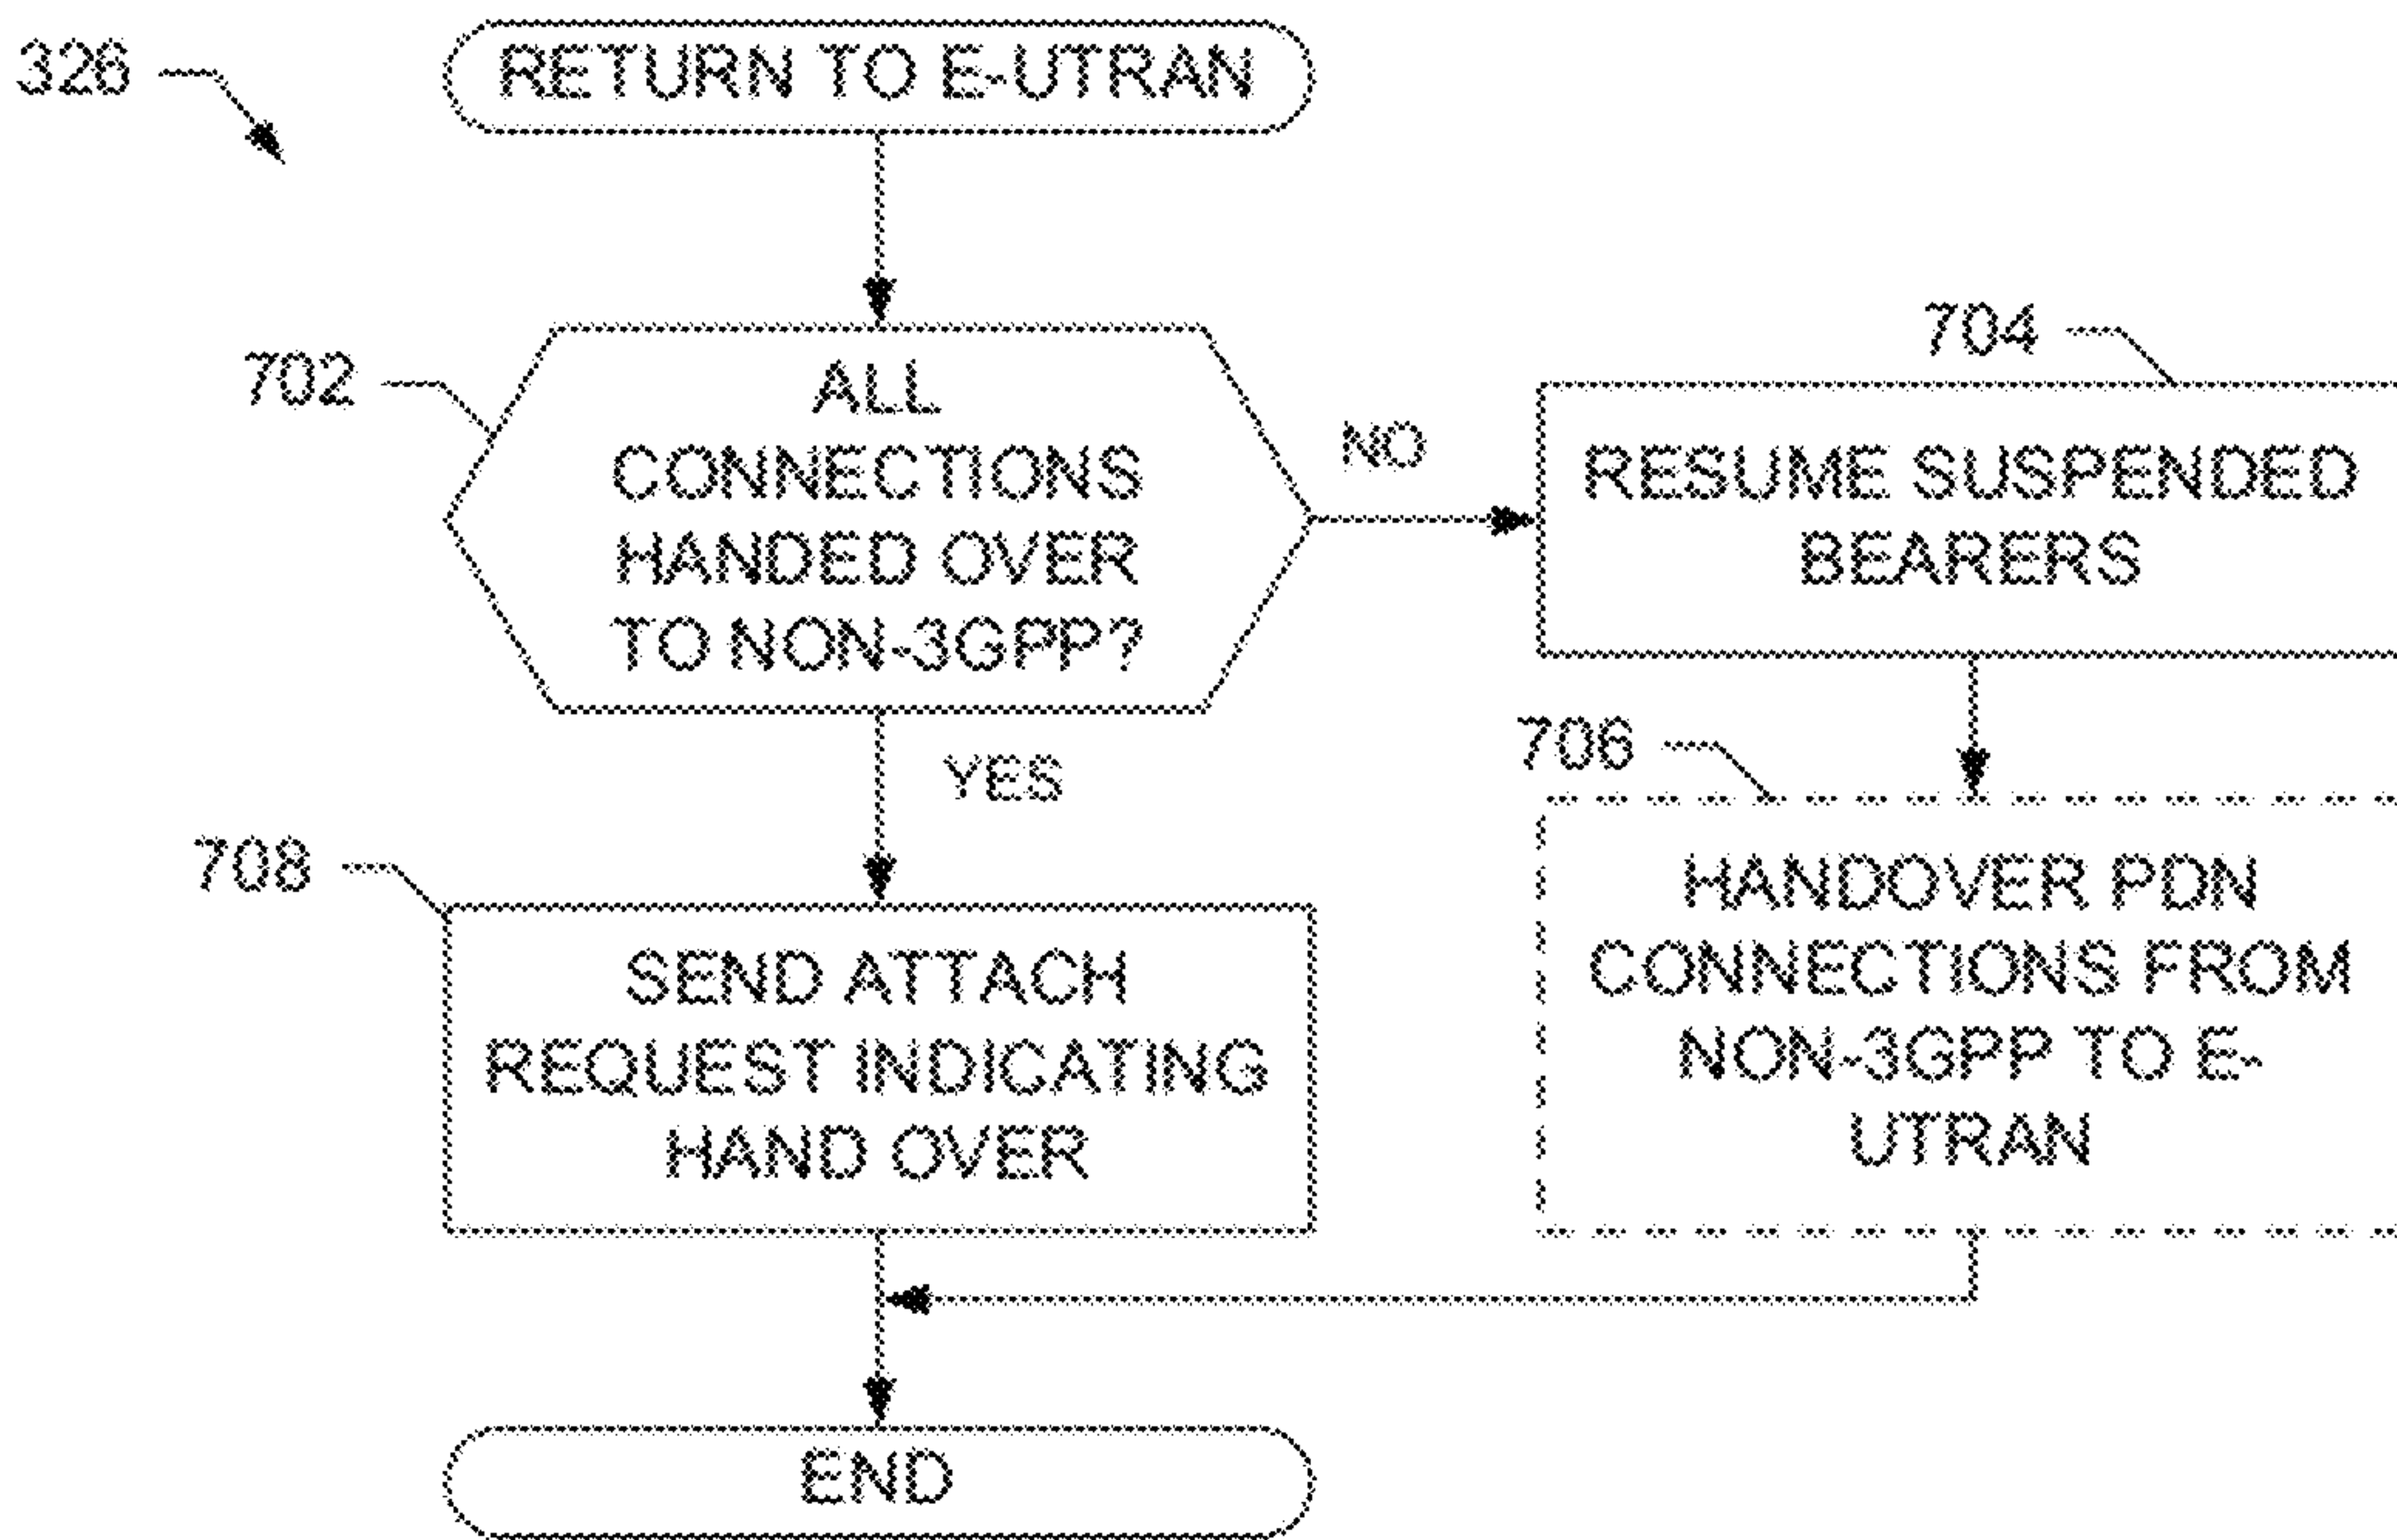 326
RETURN TO E-UTRAN
702
ALL
CONNECTIONS
HANDED OVER
TO NON-3GPP?
NO
704
RESUME SUSPENDED
BEARERS
YES
706
HANDOVER PDN
CONNECTIONS FROM
NON-3GPP TO E-
UTRAN
708
SEND ATTACH
REQUEST INDICATING
HAND OVER
END